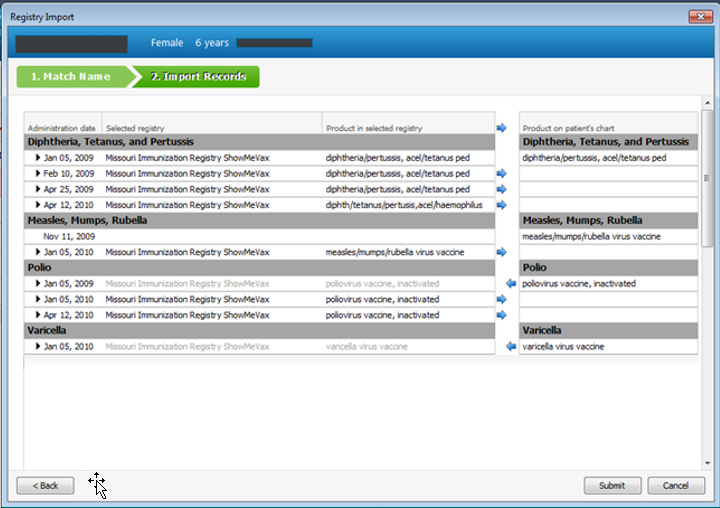 Registry Import
Female 6 years
1. Match Name 2. Import Records
Administration date Selected registry Product in selected registry Product on patient's chart
Diphtheria, Tetanus, and Pertussis Diphtheria, Tetanus, and Pertussis
Jan 05, 2009 Missouri Immunization Registry ShowMeVax diphtheria/pertussis, acel/tetanus ped diphtheria/pertussis, acel/tetanus ped
Feb 10, 2009 Missouri Immunization Registry ShowMeVax diphtheria/pertussis, acel/tetanus ped
Apr 25, 2009 Missouri Immunization Registry ShowMeVax diphtheria/pertussis, acel/tetanus ped
Apr 12, 2010 Missouri Immunization Registry ShowMeVax diphth/tetanus/pertusis,acel/haemophilus
Measles, Mumps, Rubella Measles, Mumps, Rubella
Nov 11, 2009 measles/mumps/rubella virus vaccine
Jan 05, 2010 Missouri Immunization Registry ShowMeVax measles/mumps/rubella virus vaccine
Polio Polio
Jan 05, 2009 Missouri Immunization Registry ShowMeVax poliovirus vaccine, inactivated poliovirus vaccine, inactivated
Jan 05, 2010 Missouri Immunization Registry ShowMeVax poliovirus vaccine, inactivated
Apr 12, 2010 Missouri Immunization Registry ShowMeVax poliovirus vaccine, inactivated
Varicella Varicella
Jan 05, 2010 Missouri Immunization Registry ShowMeVax varicella virus vaccine varicella virus vaccine
< Back Submit Cancel